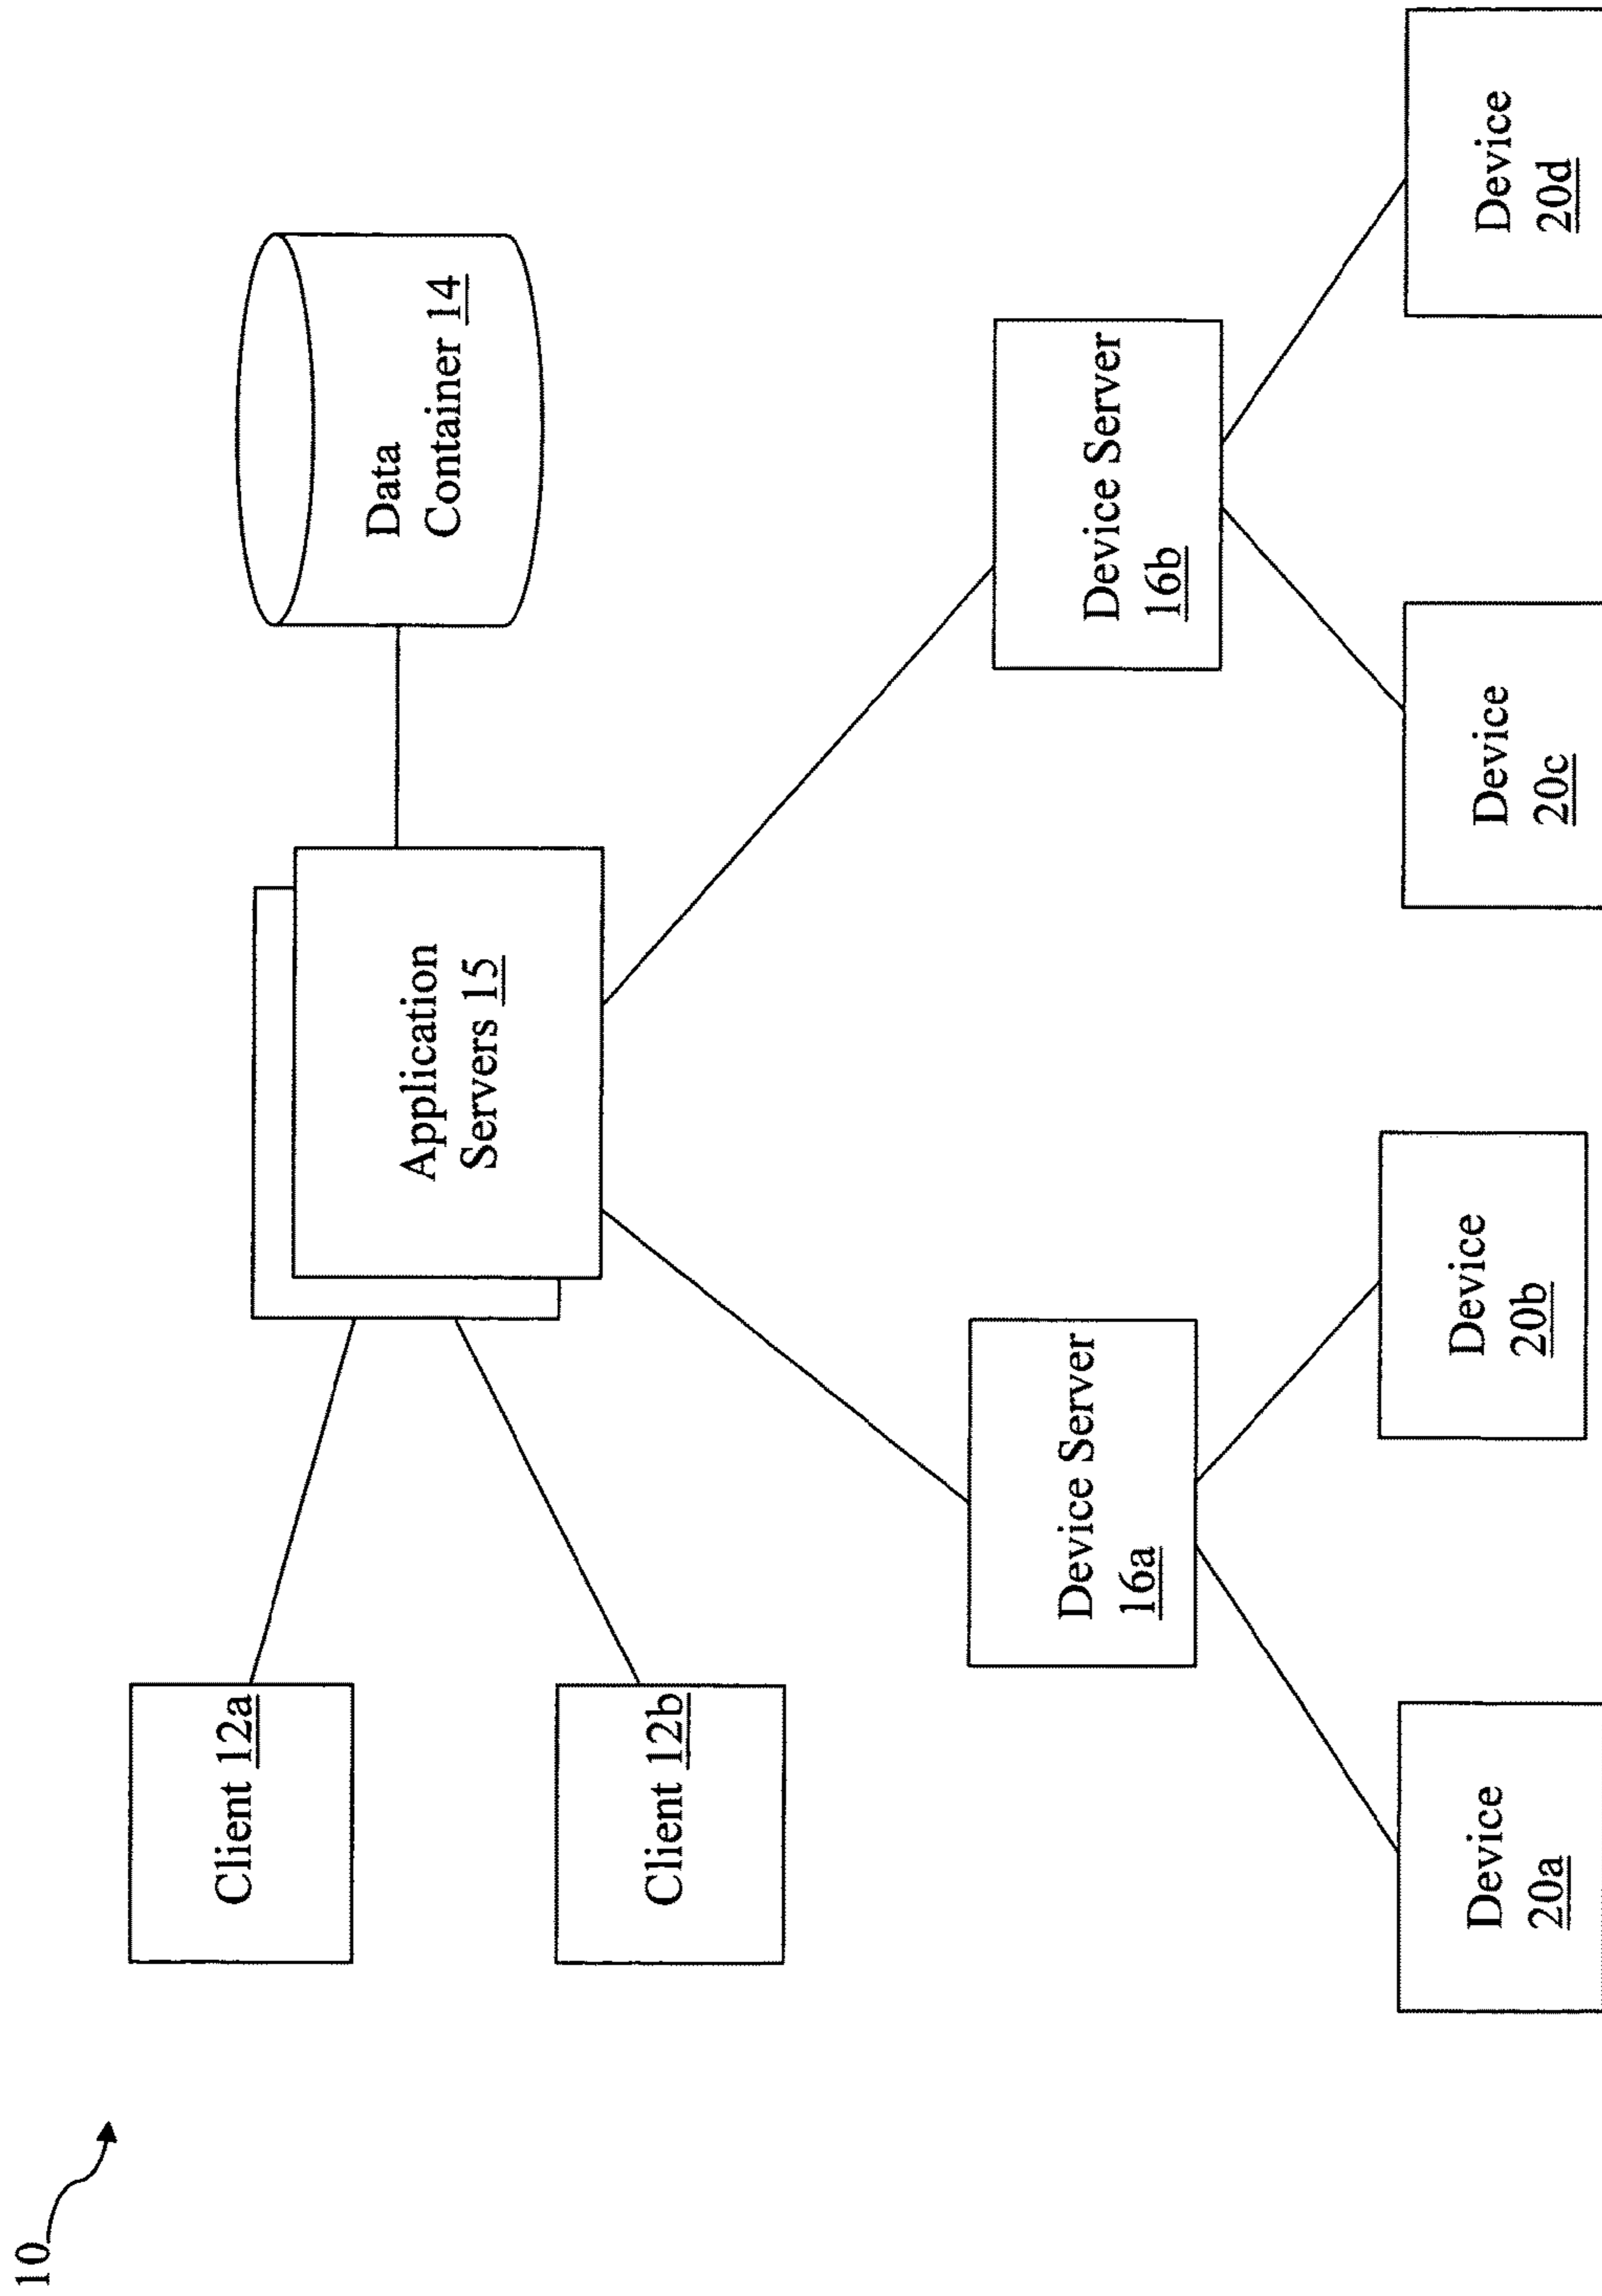 10
Client 12a
Client 12b
Application
Servers 15
Data
Container 14
Device Server
16a
Device Server
16b
Device
20a
Device
20b
Device
20c
Device
20d